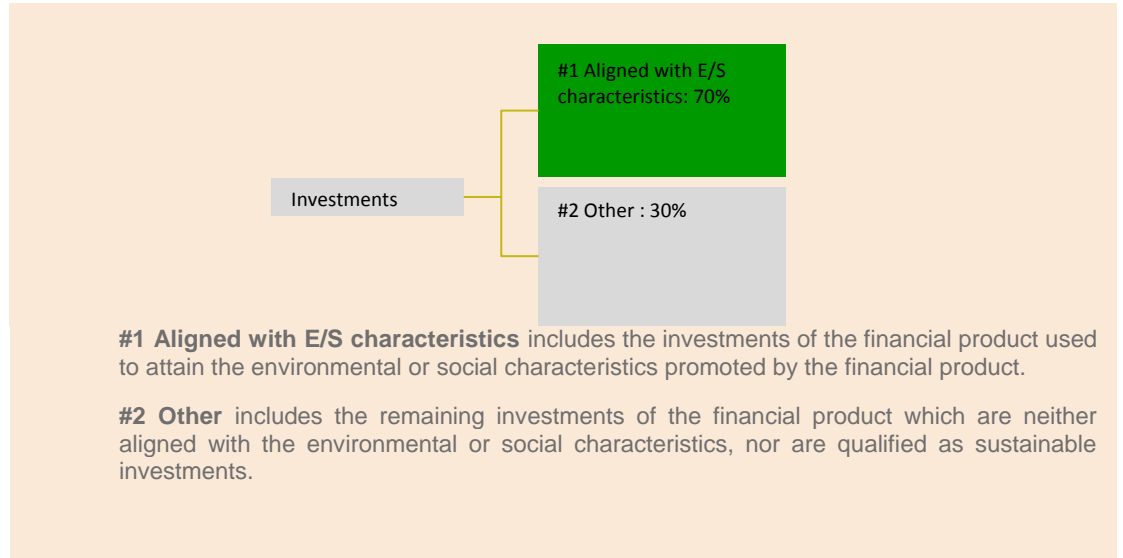 #1 Aligned with E/S
characteristics: 70%
Investments
#2 Other : 30%
#1 Aligned with E/S characteristics includes the investments of the financial product used
to attain the environmental or social characteristics promoted by the financial product.
#2 Other includes the remaining investments of the financial product which are neither
aligned with the environmental or social characteristics, nor are qualified as sustainable
investments.